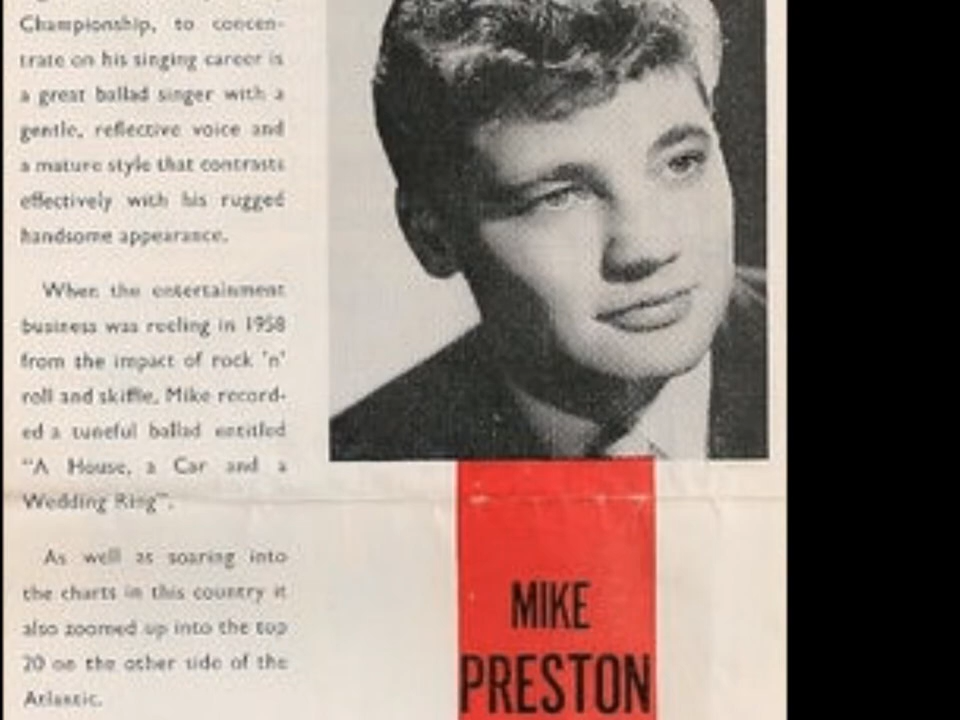 Championship, to concen-
trate on his singing career is
a great ballad singer with a
gentle, reflective voice and
a mature style that contrasts
effectively with his rugged
handsome appearance.
When the entertainment
business was reeling in 1958
from the impact of rock 'n'
roll and skiffle, Mike record-
ed a tuneful ballad entitled
"A House, a Car and a
Wedding Ring".
As well as soaring into
the charts in this country it
also zoomed up into the top
20 on the other side of the
Atlantic.
MIKE
PRESTON